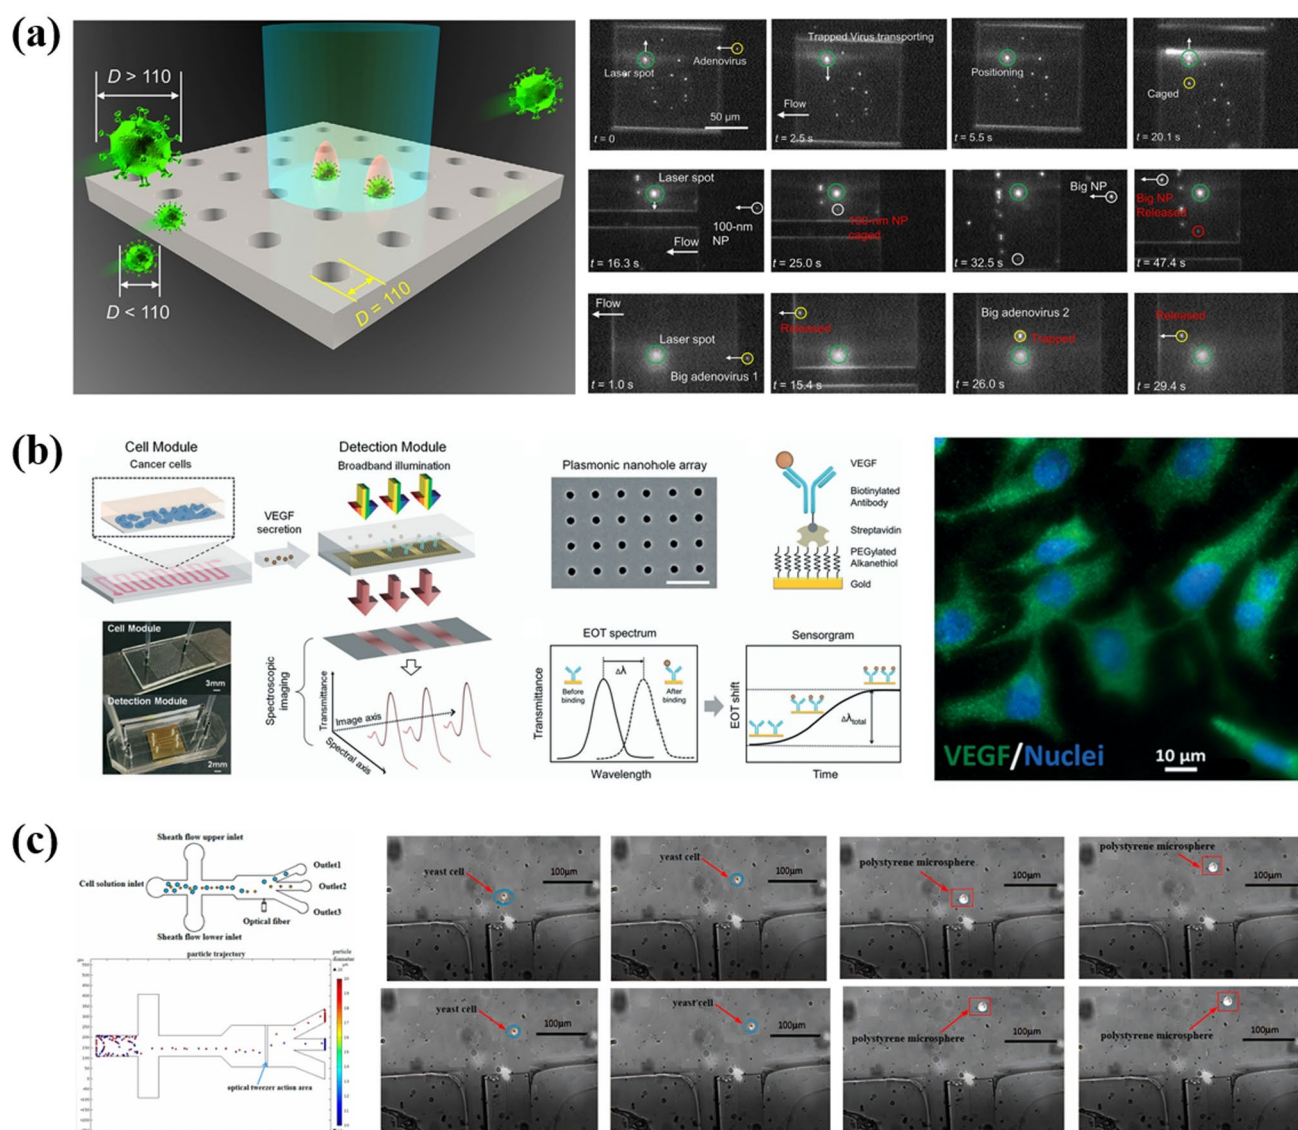 (a)
D > 110
D < 110
D = 110
Laser spot
Adenovirus
50 μm
t = 0
Trapped Virus transporting
Flow
t = 2.5 s
Positioning
t = 5.5 s
Caged
t = 20.1 s
Laser spot
100-nm
NP
Flow
t = 16.3 s
100-nm NP
caged
t = 25.0 s
Big NP
t = 32.5 s
Big NP
Released
t = 47.4 s
Flow
Laser spot
Big adenovirus 1
t = 1.0 s
Released
t = 15.4 s
Big adenovirus 2
Trapped
t = 26.0 s
Released
t = 29.4 s
(b)
Cell Module
Cancer cells
VEGF
secretion
Cell Module
3mm
Detection Module
2mm
Detection Module
Broadband illumination
Spectroscopic
imaging
Transmittance
Image axis
Spectral axis
Plasmonic nanohole array
VEGF
Biotinylated
Antibody
Streptavidin
PEGylated
Alkanethiol
Gold
EOT spectrum
Δλ
Before
binding
After
binding
Transmittance
Wavelength
Sensorgram
EOT shift
Δλtotal
Time
VEGF/Nuclei
10 μm
(c)
Sheath flow upper inlet
Cell solution inlet
Outlet1
Outlet2
Outlet3
Optical fiber
Sheath flow lower inlet
particle trajectory
particle
diameter
optical tweezer action area
yeast cell
100μm
yeast cell
100μm
polystyrene microsphere
100μm
polystyrene microsphere
100μm
yeast cell
100μm
yeast cell
100μm
polystyrene microsphere
100μm
polystyrene microsphere
100μm